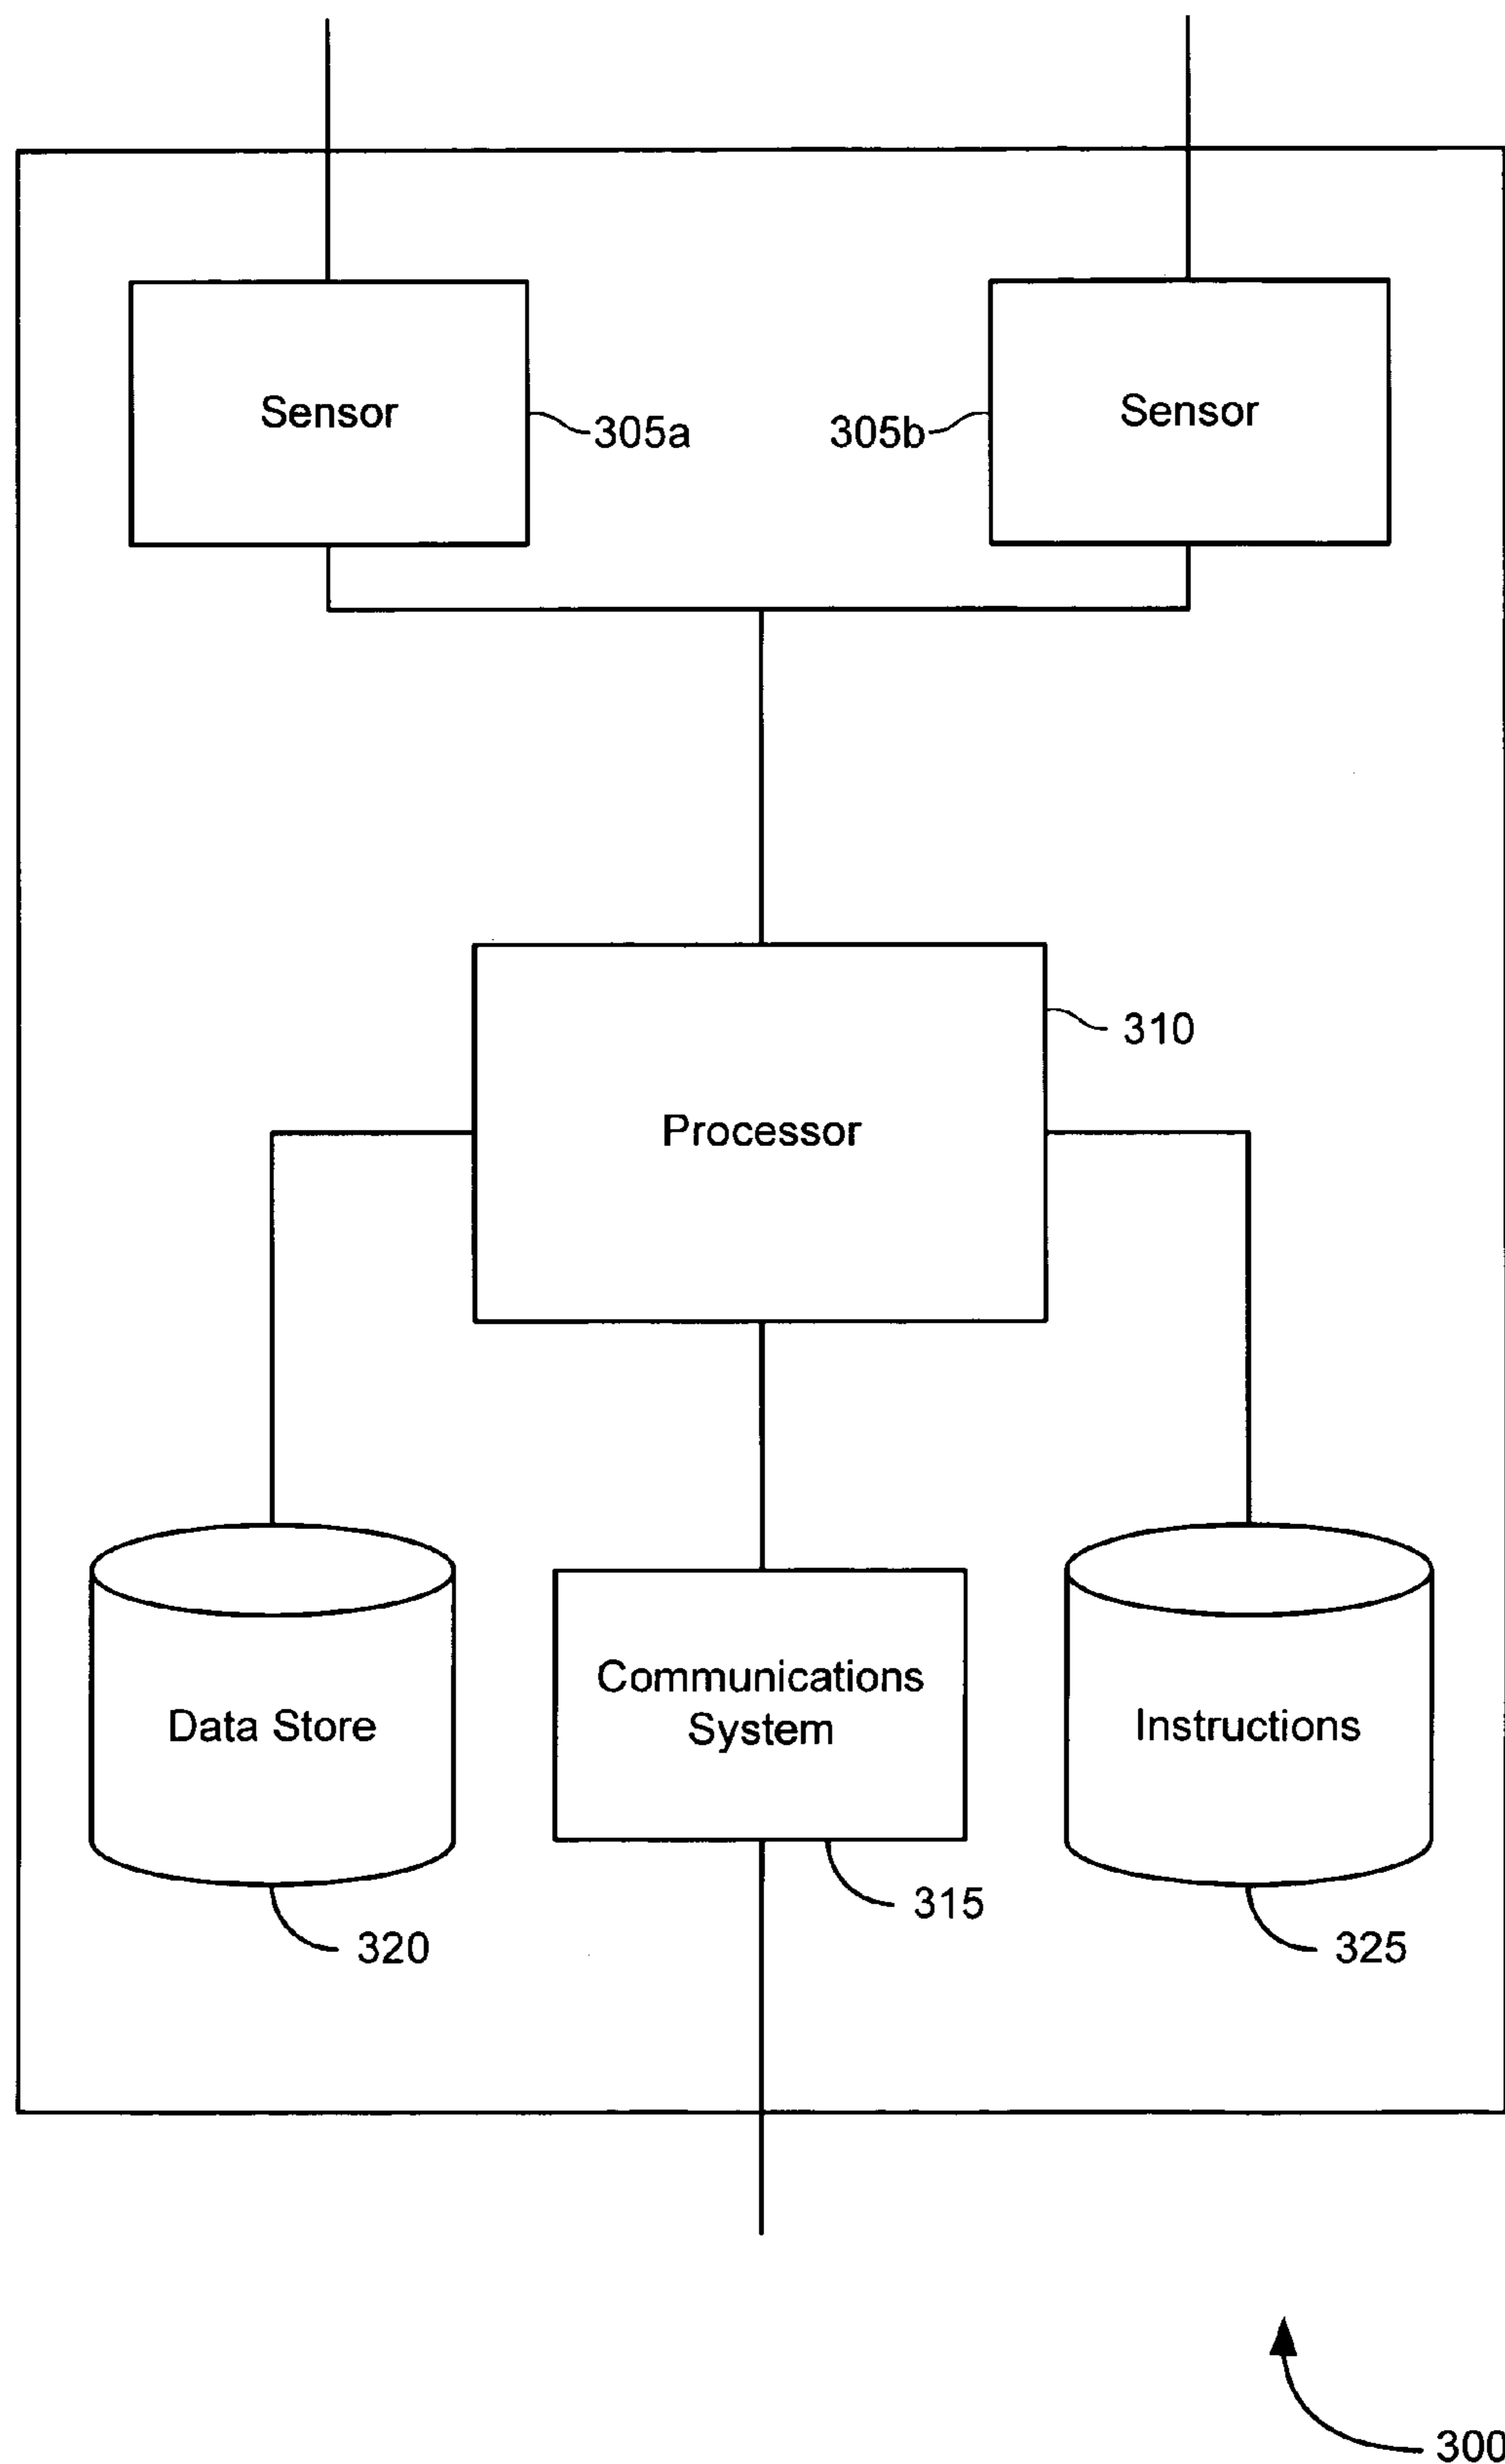 Sensor
305a
305b
Sensor
310
Processor
Data Store
Communications
System
Instructions
315
320
325
300